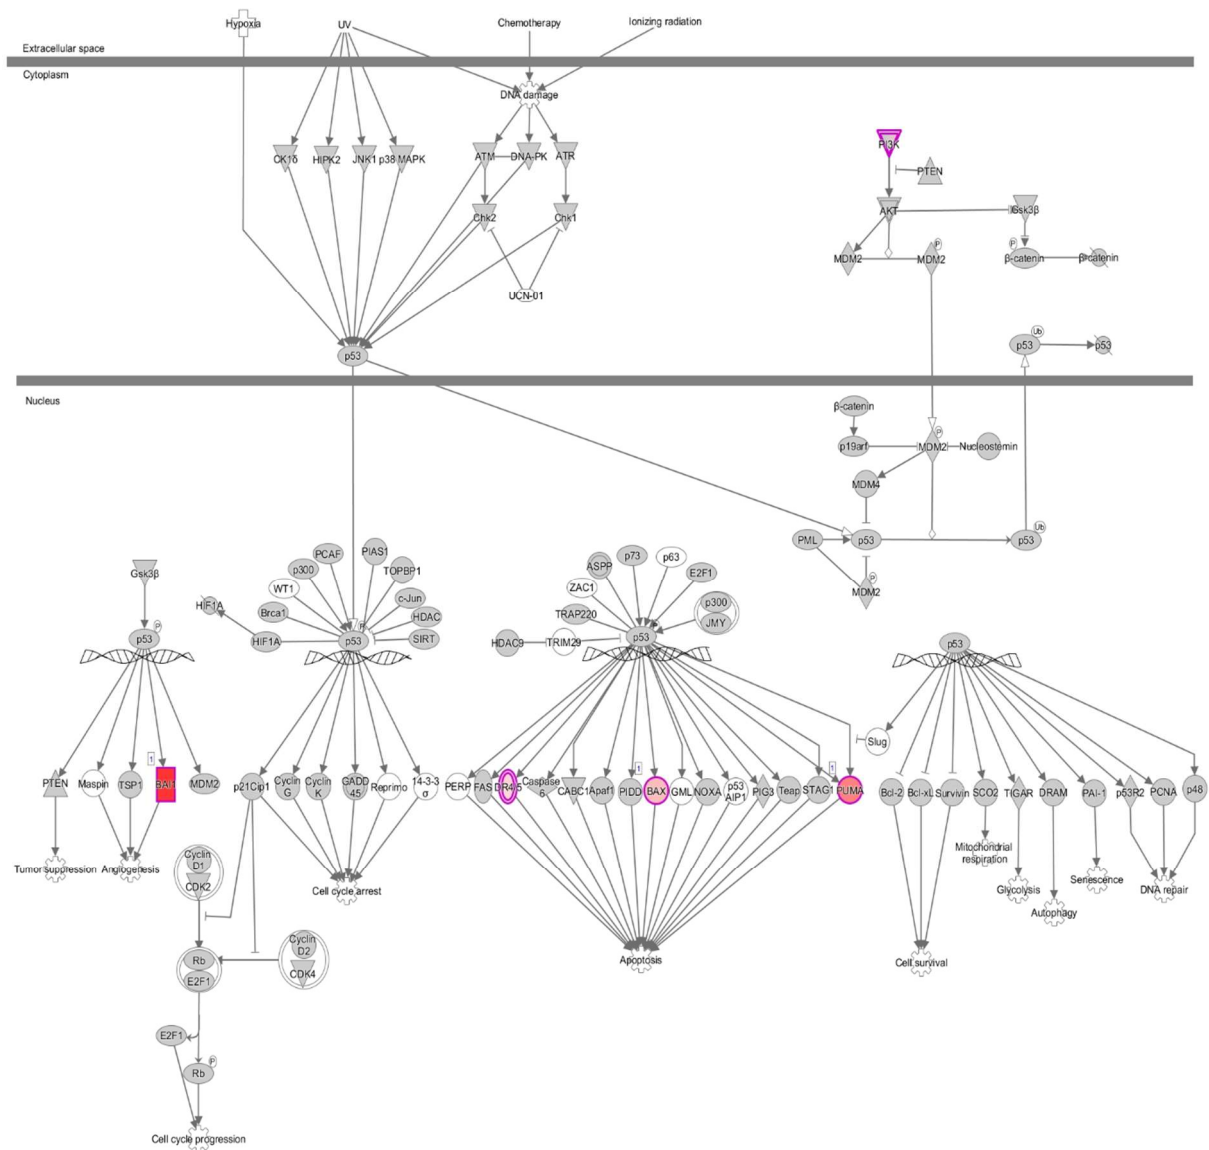 Hypoxia
UV
Chemotherapy
Ionizing radiation
Extracellular space
Cytoplasm
DNA damage
CK1δ
HIPK2
JNK1
p38 MAPK
ATM
DNA-PK
ATR
PI3K
PTEN
Chk2
Chk1
AKT
Gsk3β
MDM2
P
MDM2
P
β-catenin
β-catenin
UCN-01
p53
Ub
p53
p53
Nucleus
β-catenin
p19arf
P
MDM2
Nucleostemin
MDM4
PML
p53
Ub
p53
P
MDM2
Gsk3β
P
p53
HIF1A
HIF1A
Brca1
WT1
p300
PCAF
PIAS1
TOPBP1
c-Jun
HDAC
SIRT
P
p53
HDAC9
TRIM29
TRAP220
ZAC1
ASPP
p73
p63
E2F1
p300
JMY
p53
p53
Slug
1
PTEN
Maspin
TSP1
BAI1
MDM2
p21Cip1
Cyclin
G
Cyclin
K
GADD
45
Reprimo
14-3-3
σ
1
1
PERP
FAS
DR4/5
Caspase
6
CABC1
Apaf1
PIDD
BAX
GML
NOXA
p53
AIP1
PIG3
Teap
STAG1
PUMA
Bcl-2
Bcl-xL
Survivin
SCO2
TIGAR
DRAM
PAI-1
p53R2
PCNA
p48
Tumor suppression
Angiogenesis
Cyclin
D1
CDK2
Cell cycle arrest
Mitochondrial
respiration
Glycolysis
Autophagy
Senescence
DNA repair
Cyclin
D2
CDK4
Rb
E2F1
Apoptosis
Cell survival
E2F1
P
Rb
Cell cycle progression